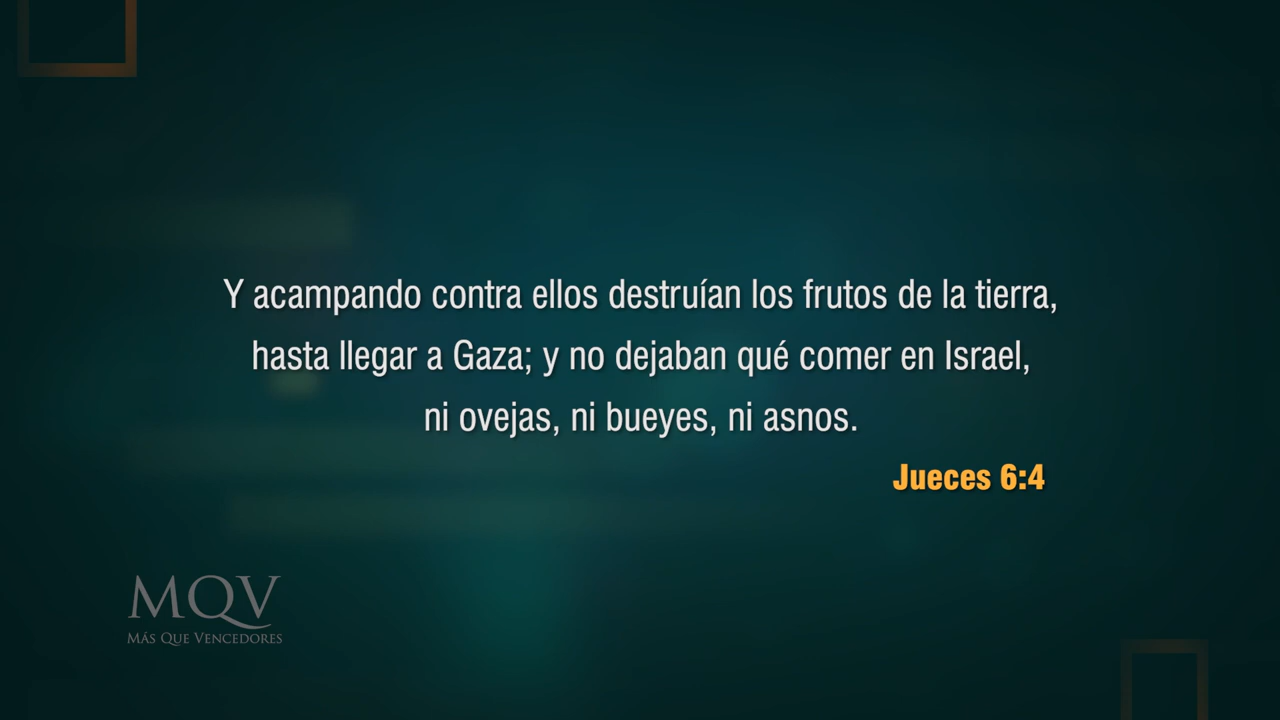 Y acampando contra ellos destruían los frutos de la tierra,
hasta llegar a Gaza; y no dejaban qué comer en Israel,
ni ovejas, ni bueyes, ni asnos.
Jueces 6:4
MQV
MÁS QUE VENCEDORES